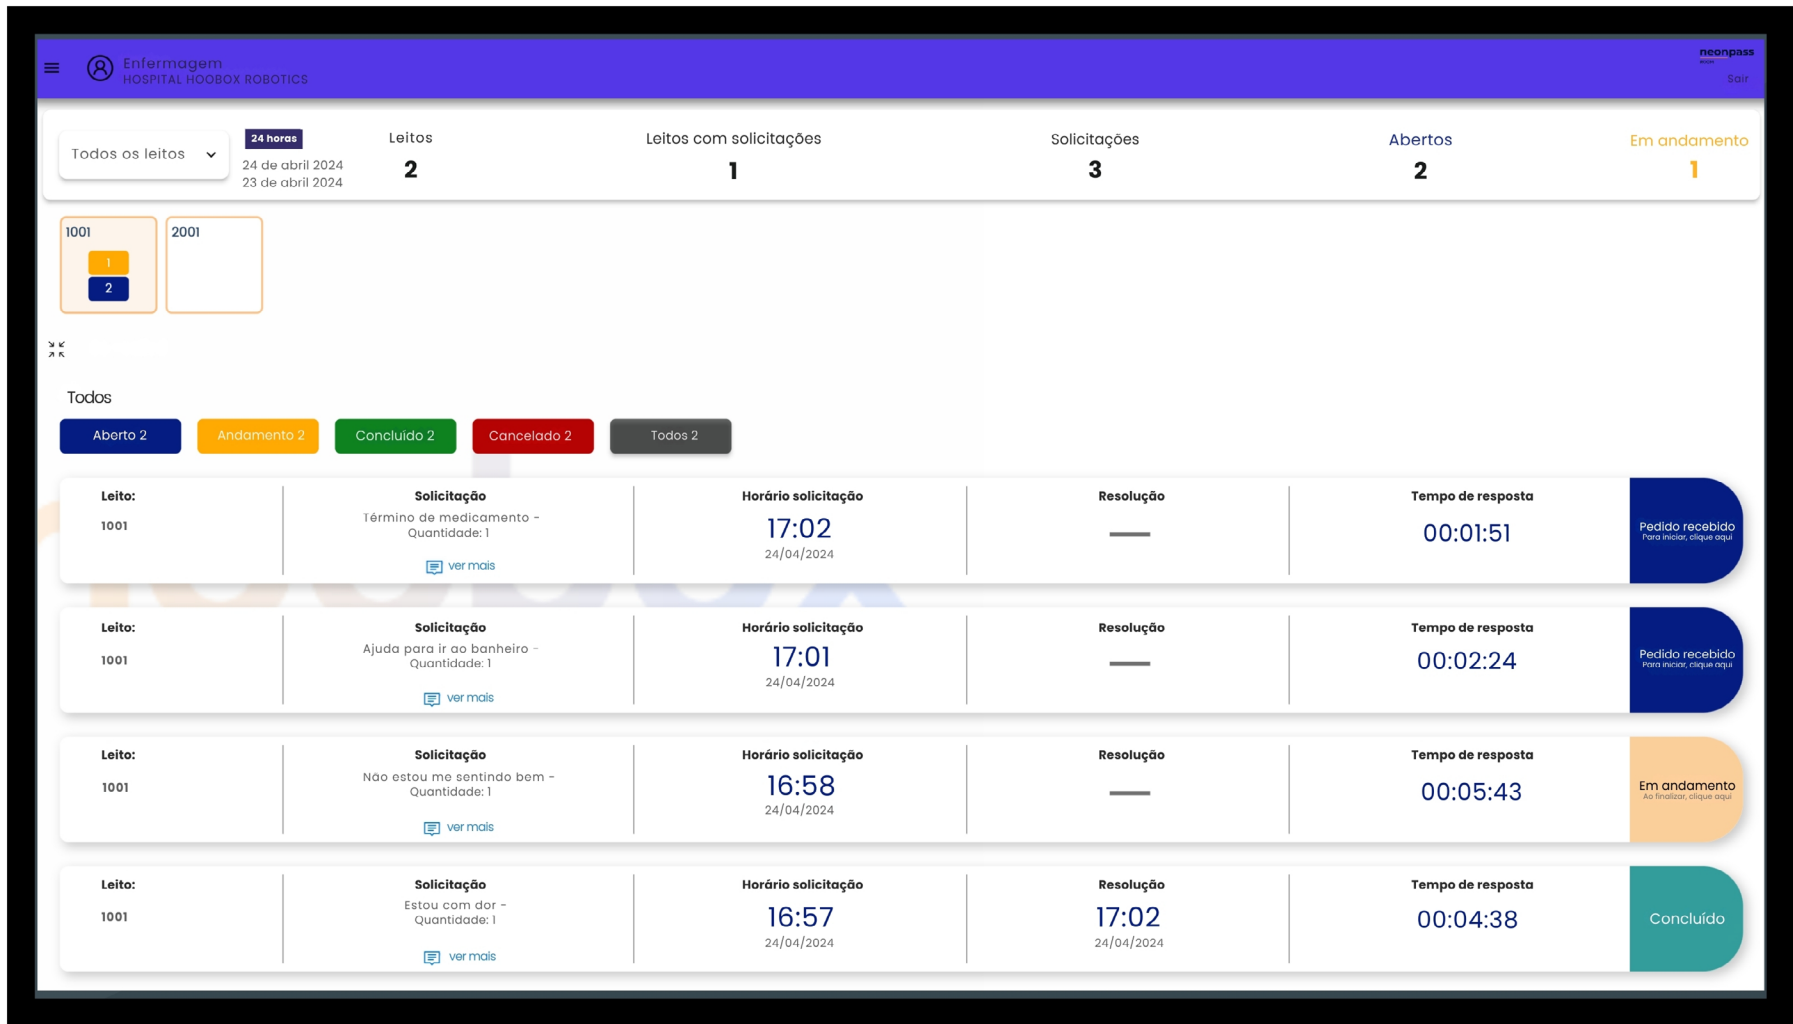 Enfermagem
HOSPITAL HOOBOX ROBOTICS
neonpass
Sair
Todos os leitos
24 horas
24 de abril 2024
23 de abril 2024
Leitos
2
Leitos com solicitações
1
Solicitações
3
Abertos
2
Em andamento
1
1001
1
2
2001
Todos
Aberto 2
Andamento 2
Concluído 2
Cancelado 2
Todos 2
Leito:
1001
Solicitação
Término de medicamento -
Quantidade: 1
ver mais
Horário solicitação
17:02
24/04/2024
Resolução
Tempo de resposta
00:01:51
Pedido recebido
Para iniciar, clique aqui
Leito:
1001
Solicitação
Ajuda para ir ao banheiro -
Quantidade: 1
ver mais
Horário solicitação
17:01
24/04/2024
Resolução
Tempo de resposta
00:02:24
Pedido recebido
Para iniciar, clique aqui
Leito:
1001
Solicitação
Não estou me sentindo bem -
Quantidade: 1
ver mais
Horário solicitação
16:58
24/04/2024
Resolução
Tempo de resposta
00:05:43
Em andamento
Ao finalizar, clique aqui
Leito:
1001
Solicitação
Estou com dor -
Quantidade: 1
ver mais
Horário solicitação
16:57
24/04/2024
Resolução
17:02
24/04/2024
Tempo de resposta
00:04:38
Concluído